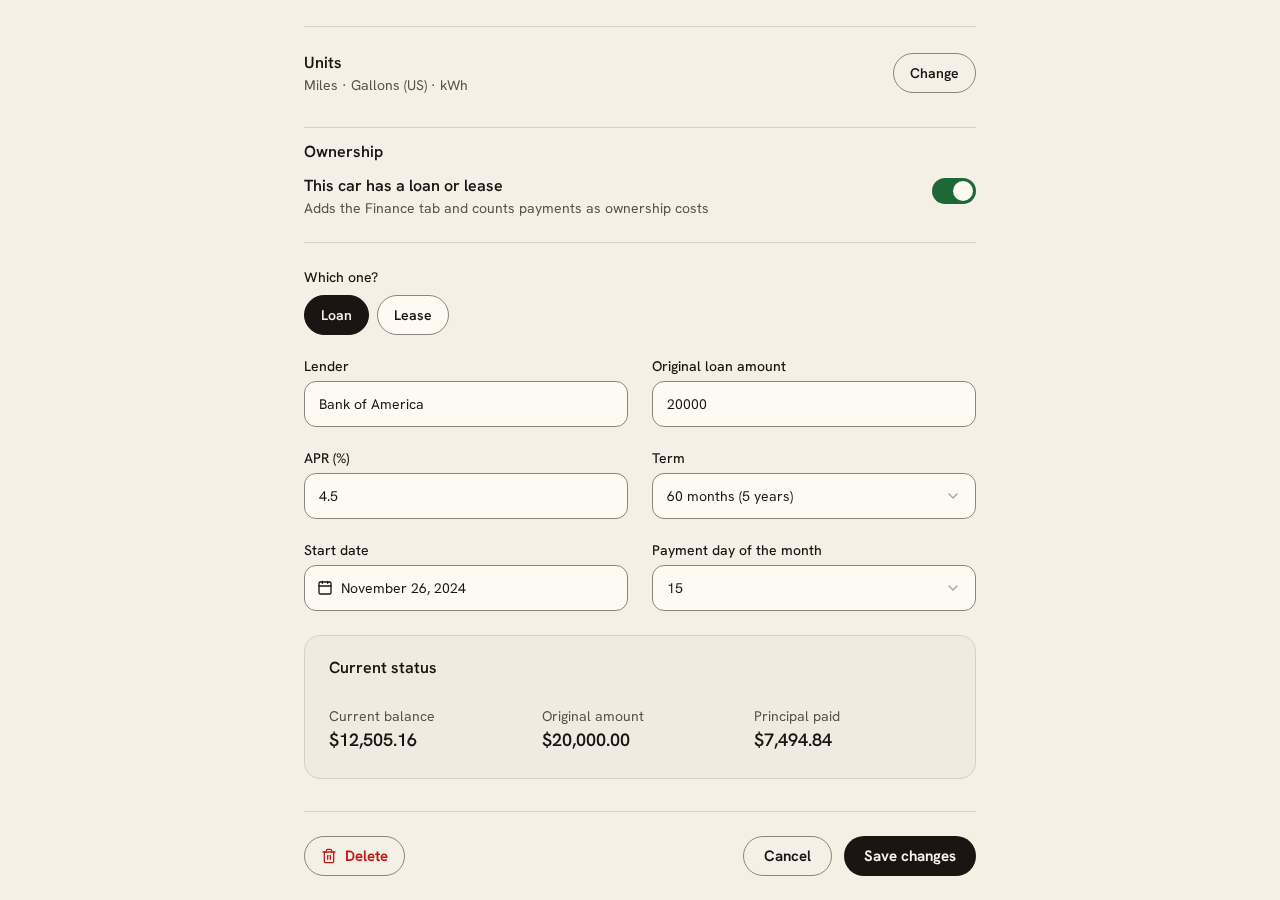 Units
Miles · Gallons (US) · kWh
Change
Ownership
This car has a loan or lease
Adds the Finance tab and counts payments as ownership costs
Which one?
Loan
Lease
Lender
Original loan amount
Bank of America
20000
APR (%)
Term
4.5
60 months (5 years)
Start date
Payment day of the month
November 26, 2024
15
Current status
Current balance
Original amount
Principal paid
$12,505.16
$20,000.00
$7,494.84
Delete
Cancel
Save changes